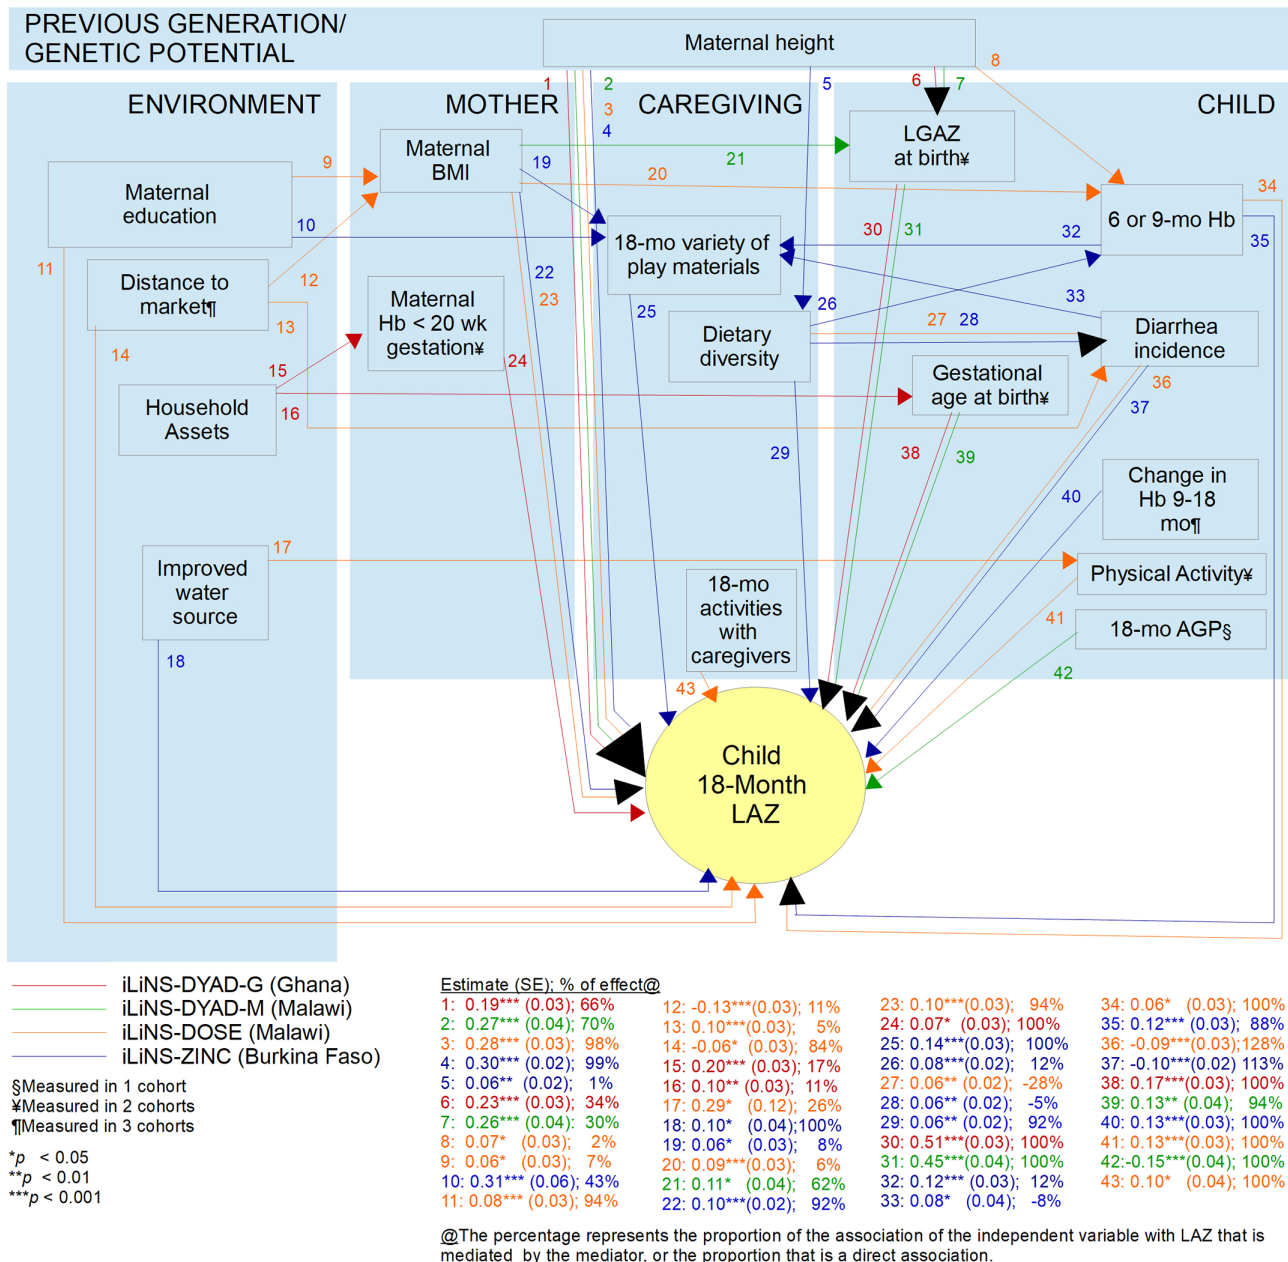 PREVIOUS GENERATION/
GENETIC POTENTIAL
Maternal height
ENVIRONMENT
MOTHER
CAREGIVING
CHILD
1
2
3
4
5
6
7
8
Maternal
education
9
10
11
Maternal
BMI
19
20
21
22
23
LGAZ
at birth¥
30
31
6 or 9-mo Hb
34
35
32
33
18-mo variety of
play materials
25
26
Distance to
market¶
12
13
14
Maternal
Hb < 20 wk
gestation¥
24
Dietary
diversity
27
28
29
Diarrhea
incidence
36
37
Household
Assets
15
16
Gestational
age at birth¥
38
39
Change in
Hb 9-18
mo¶
40
Improved
water
source
17
18
18-mo
activities
with
caregivers
43
Physical Activity¥
41
18-mo AGP§
42
Child
18-Month
LAZ
iLiNS-DYAD-G (Ghana)
iLiNS-DYAD-M (Malawi)
iLiNS-DOSE (Malawi)
iLiNS-ZINC (Burkina Faso)
§Measured in 1 cohort
¥Measured in 2 cohorts
¶Measured in 3 cohorts
*p < 0.05
**p < 0.01
***p < 0.001
Estimate (SE); % of effect@
1: 0.19*** (0.03); 66%
2: 0.27*** (0.04); 70%
3: 0.28*** (0.03); 98%
4: 0.30*** (0.02); 99%
5: 0.06** (0.02); 1%
6: 0.23*** (0.03); 34%
7: 0.26*** (0.04); 30%
8: 0.07* (0.03); 2%
9: 0.06* (0.03); 7%
10: 0.31*** (0.06); 43%
11: 0.08*** (0.03); 94%
12: -0.13***(0.03); 11%
13: 0.10*** (0.03); 5%
14: -0.06* (0.03); 84%
15: 0.20*** (0.03); 17%
16: 0.10** (0.03); 11%
17: 0.29* (0.12); 26%
18: 0.10* (0.04);100%
19: 0.06* (0.03); 8%
20: 0.09***(0.03); 6%
21: 0.11* (0.04); 62%
22: 0.10***(0.02); 92%
23: 0.10***(0.03); 94%
24: 0.07* (0.03); 100%
25: 0.14***(0.03); 100%
26: 0.08***(0.02); 12%
27: 0.06** (0.02); -28%
28: 0.06** (0.02); -5%
29: 0.06** (0.02); 92%
30: 0.51***(0.03); 100%
31: 0.45***(0.04); 100%
32: 0.12*** (0.03); 12%
33: 0.08* (0.04); -8%
34: 0.06* (0.03); 100%
35: 0.12*** (0.03); 88%
36: -0.09***(0.03);128%
37: -0.10***(0.02) 113%
38: 0.17***(0.03); 100%
39: 0.13** (0.04); 94%
40: 0.13***(0.03); 100%
41: 0.13***(0.03); 100%
42:-0.15***(0.04); 100%
43: 0.10* (0.04); 100%
@The percentage represents the proportion of the association of the independent variable with LAZ that is
mediated by the mediator, or the proportion that is a direct association.